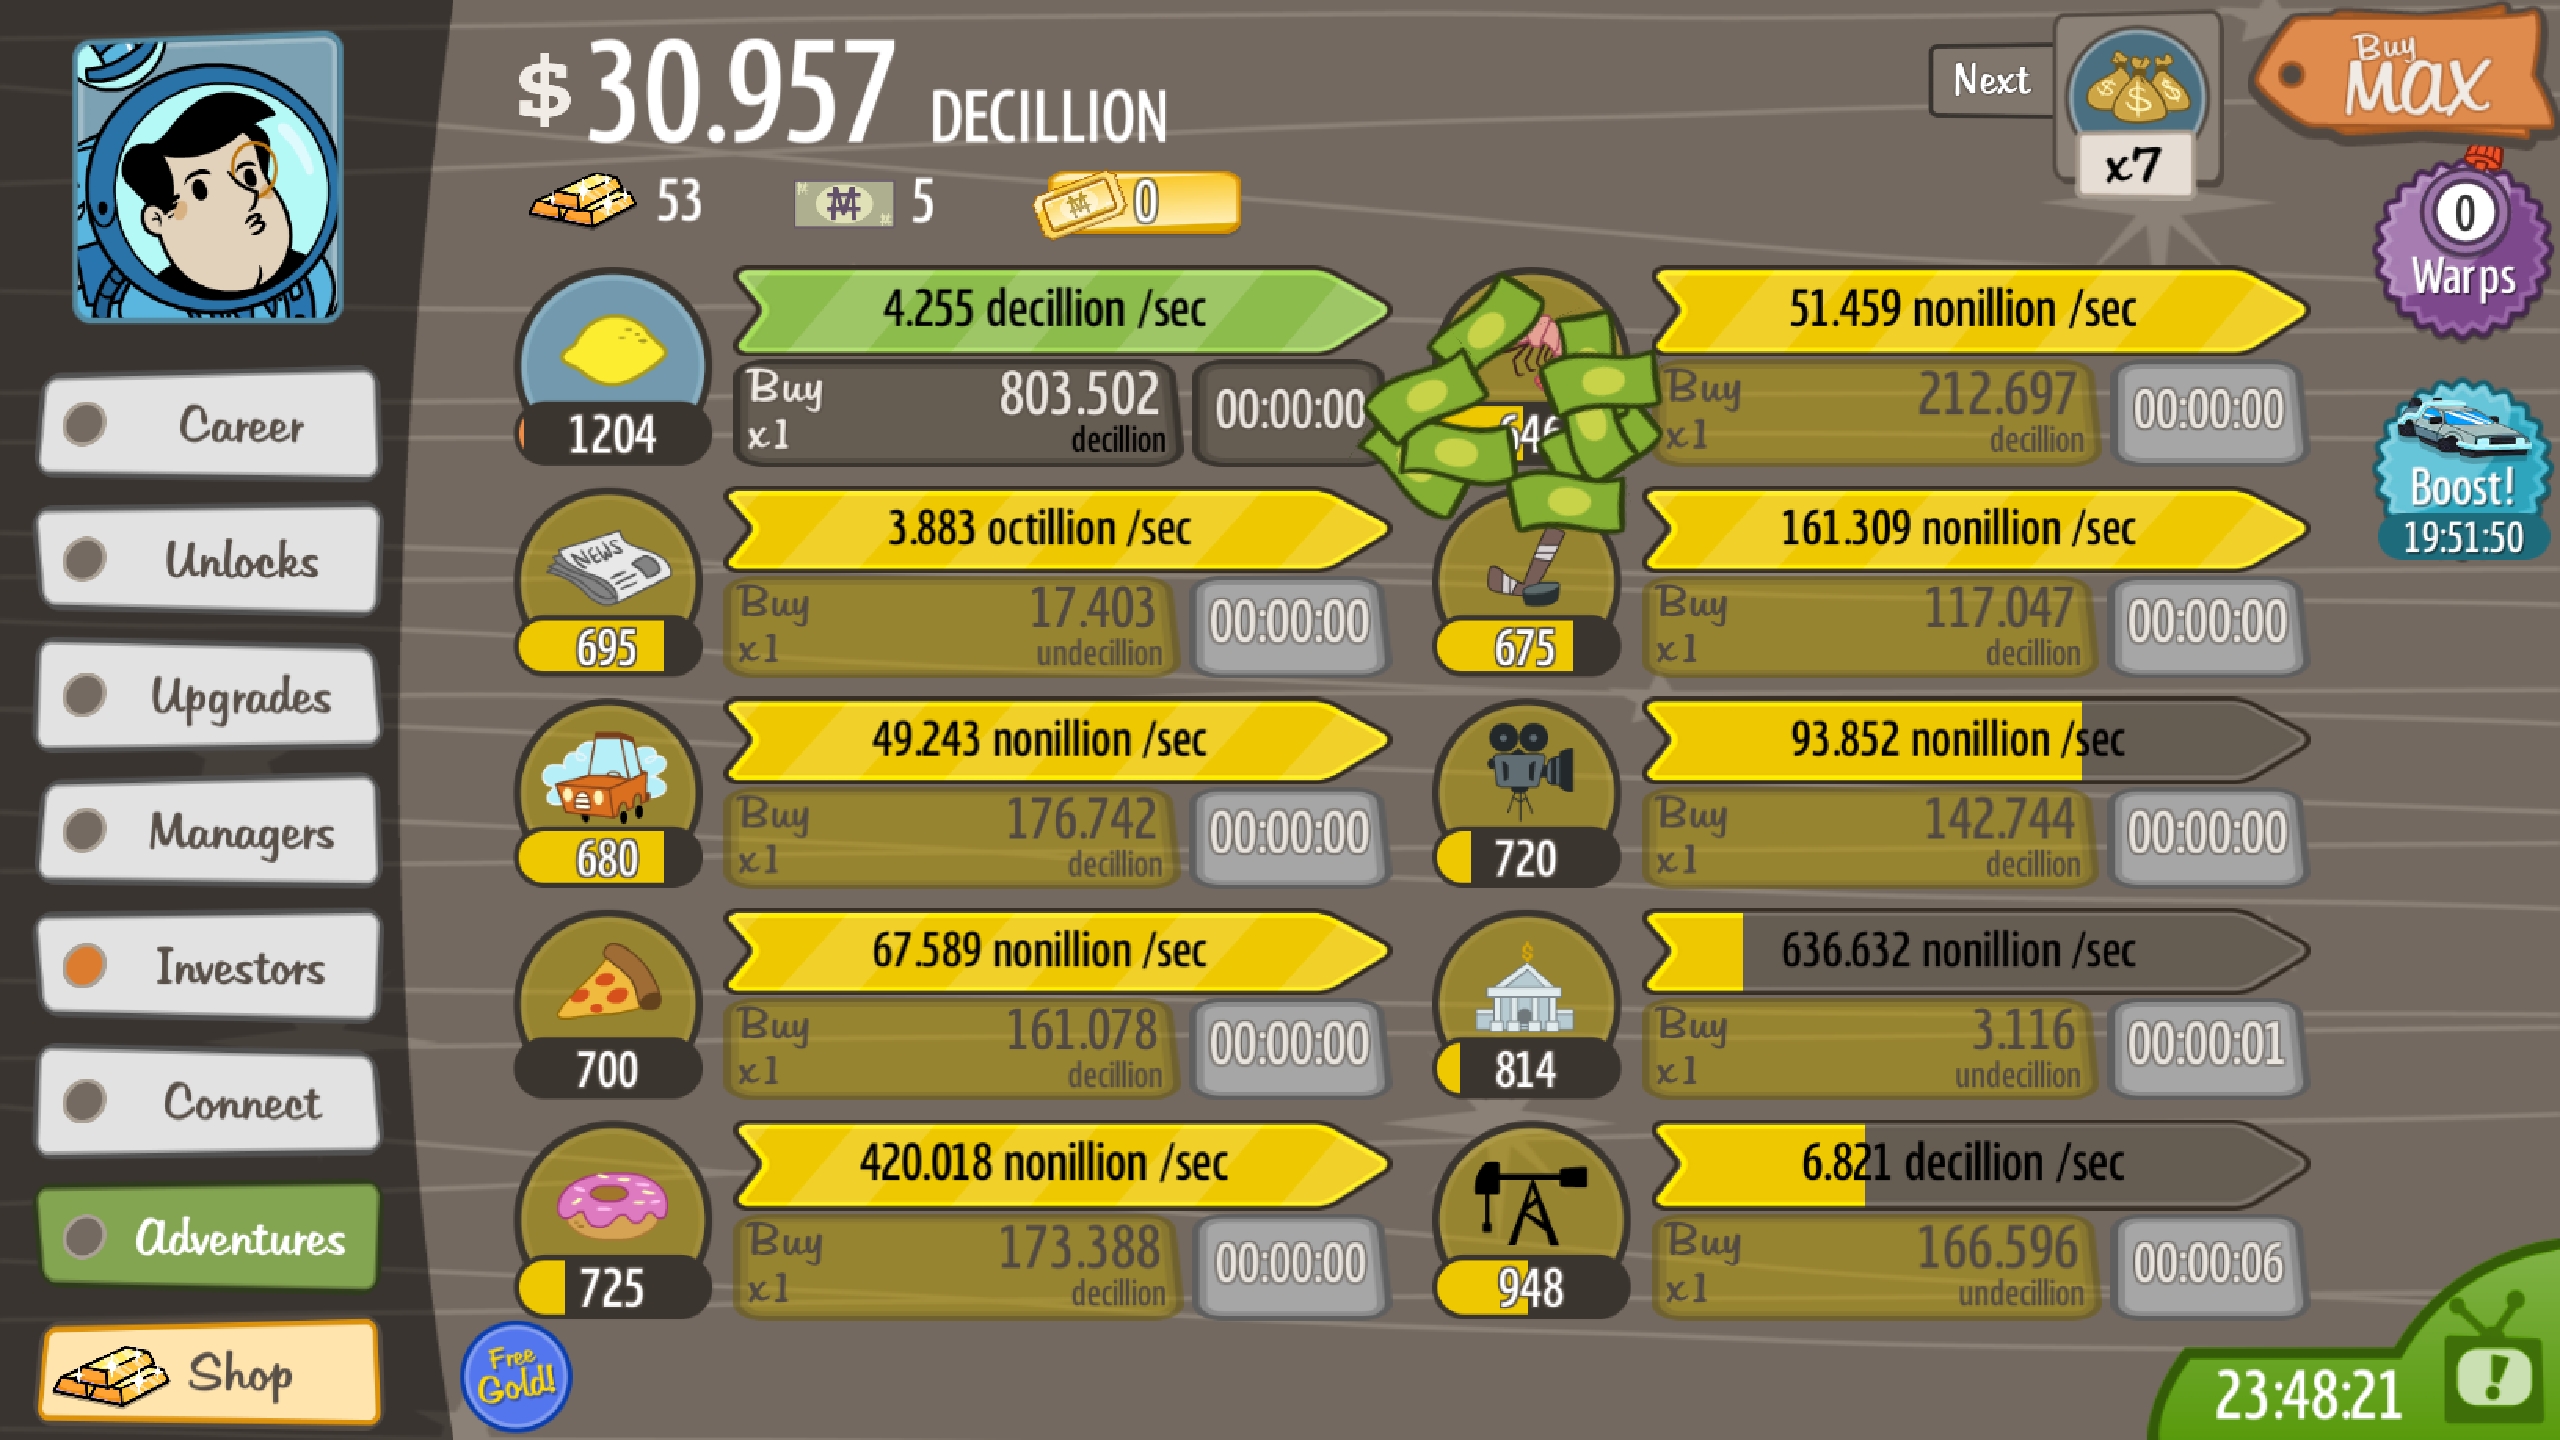 $ 30.957 DECILLION
53
5
0
Next
x7
Buy
MAX
0
Warps
Boost!
19:51:50
Career
Unlocks
Upgrades
Managers
Investors
Connect
Adventures
Shop
4.255 decillion /sec
1204
Buy
x1
803.502
decillion
00:00:00
51.459 nonillion /sec
Buy
x1
212.697
decillion
00:00:00
NEWS
3.883 octillion /sec
695
Buy
x1
17.403
undecillion
00:00:00
161.309 nonillion /sec
675
Buy
x1
117.047
decillion
00:00:00
49.243 nonillion /sec
680
Buy
x1
176.742
decillion
00:00:00
93.852 nonillion /sec
720
Buy
x1
142.744
decillion
00:00:00
67.589 nonillion /sec
700
Buy
x1
161.078
decillion
00:00:00
636.632 nonillion /sec
814
Buy
x1
3.116
undecillion
00:00:01
420.018 nonillion /sec
725
Buy
x1
173.388
decillion
00:00:00
6.821 decillion /sec
948
Buy
x1
166.596
undecillion
00:00:06
Free
Gold!
23:48:21
!